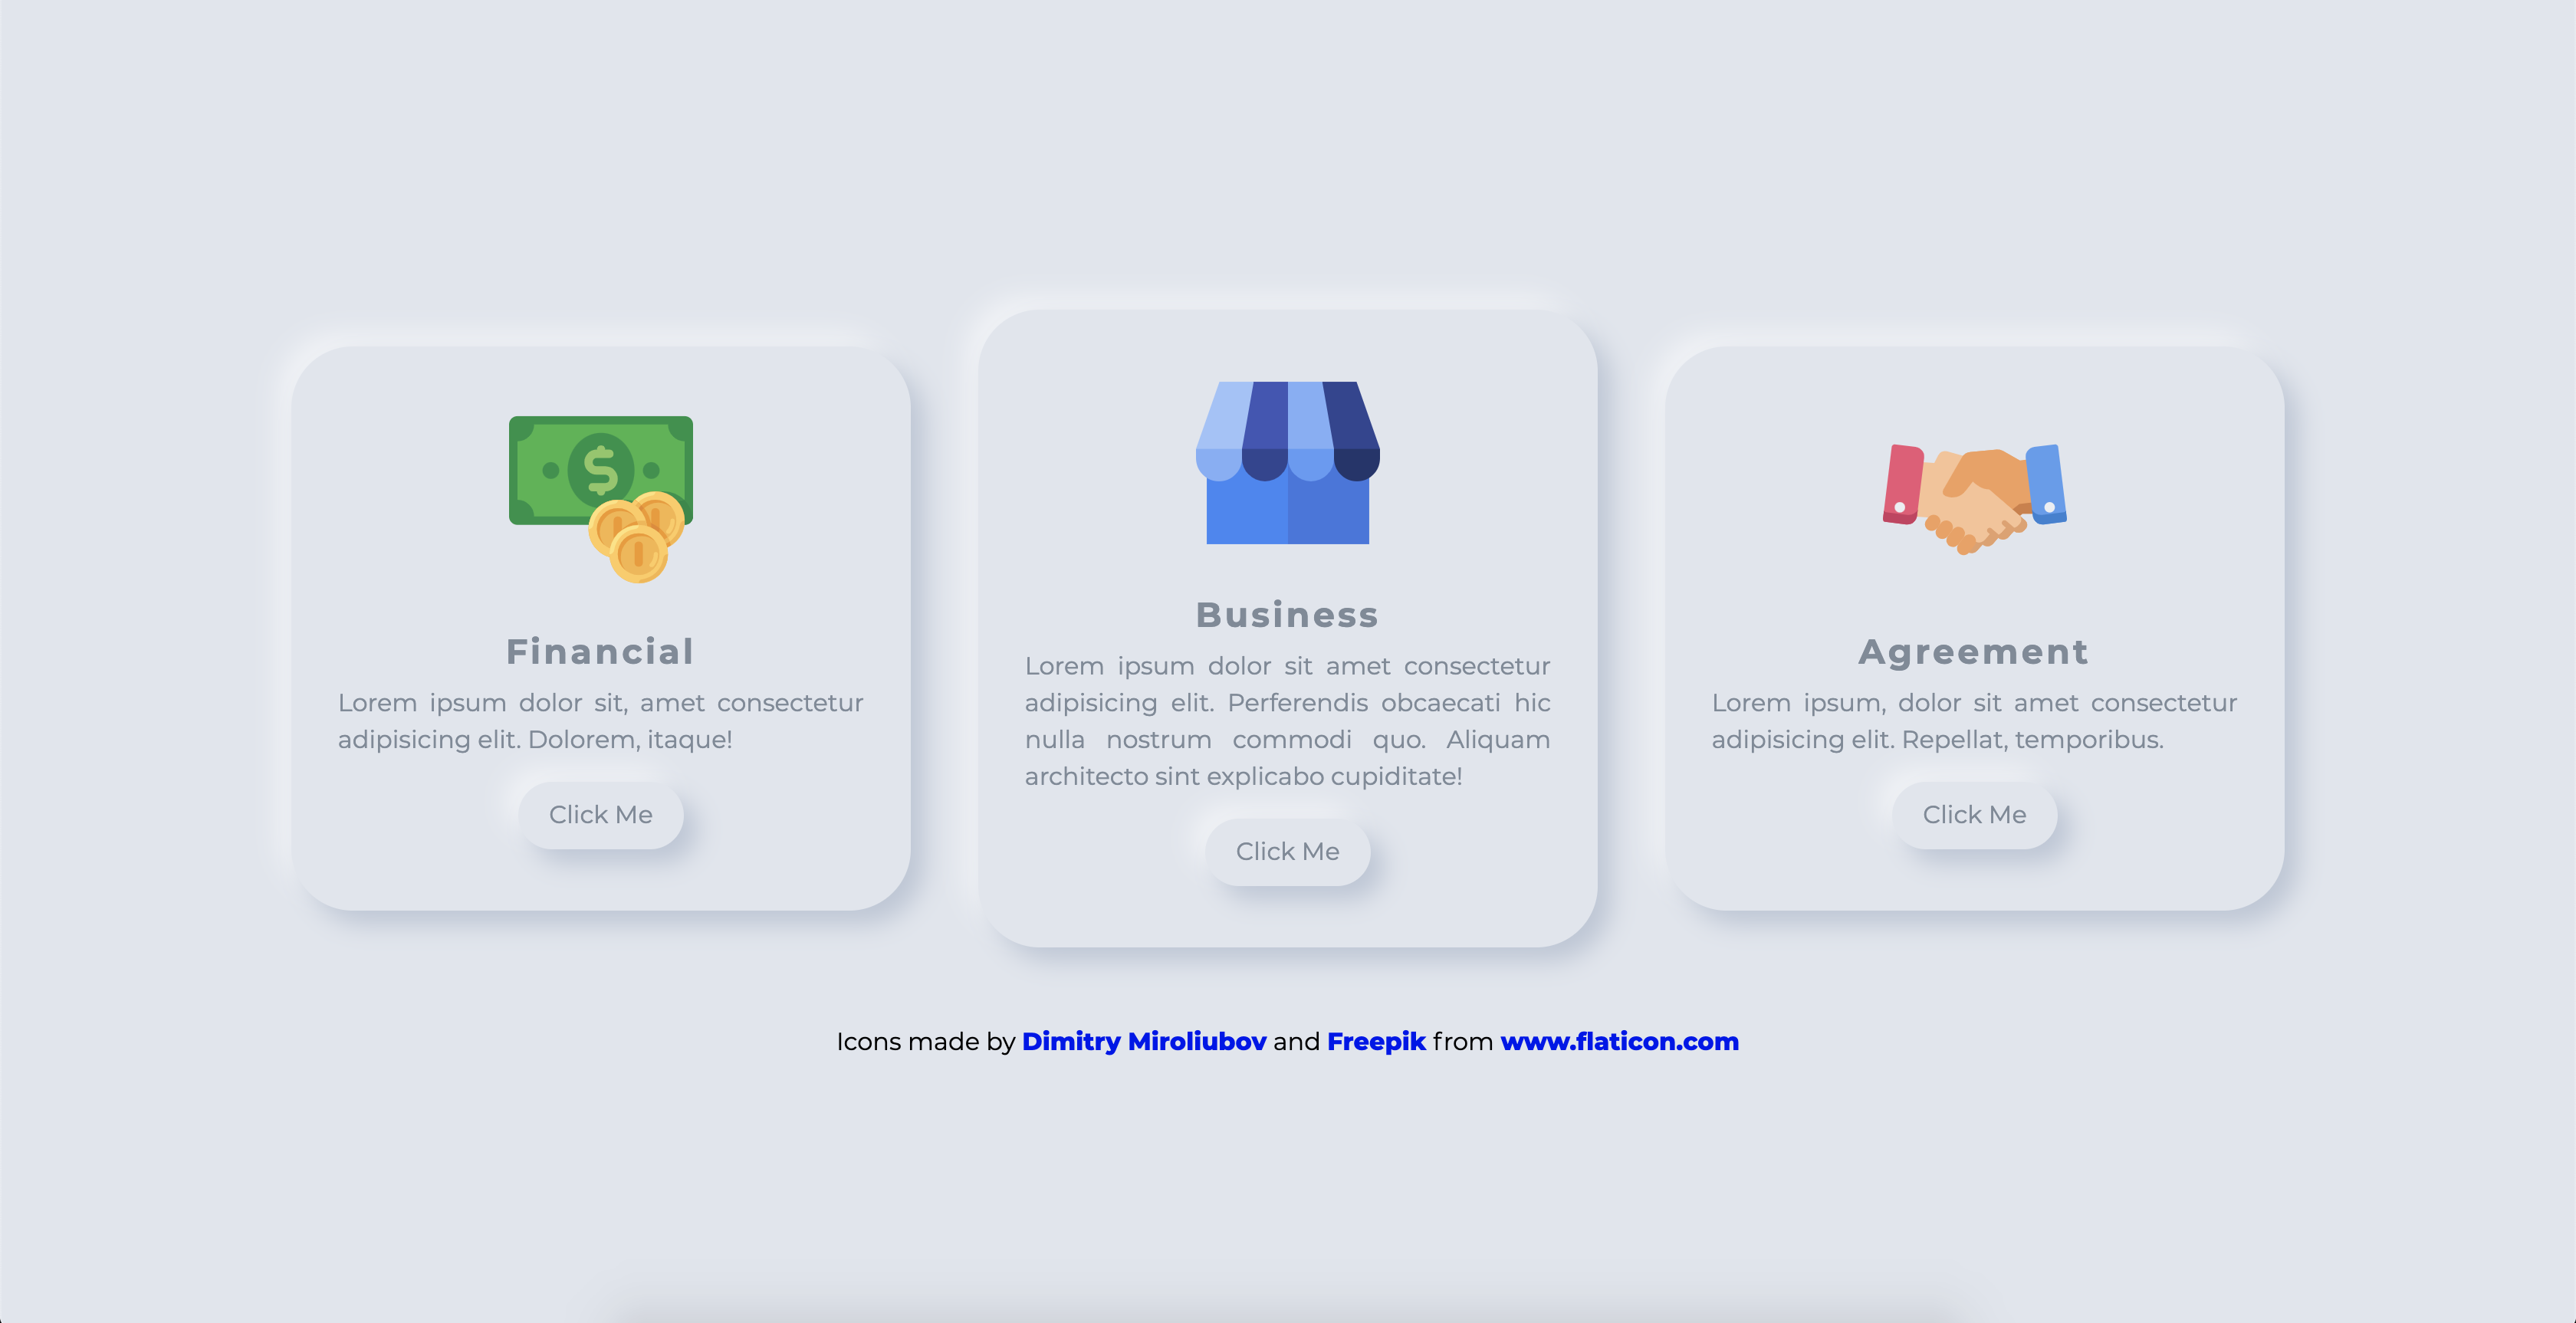 Financial
Lorem ipsum dolor sit, amet consectetur
adipisicing elit. Dolorem, itaque!
Click Me
Business
Lorem ipsum dolor sit amet consectetur
adipisicing elit. Perferendis obcaecati hic
nulla nostrum commodi quo. Aliquam
architecto sint explicabo cupiditate!
Click Me
Agreement
Lorem ipsum, dolor sit amet consectetur
adipisicing elit. Repellat, temporibus.
Click Me
Icons made by Dimitry Miroliubov and Freepik from www.flaticon.com